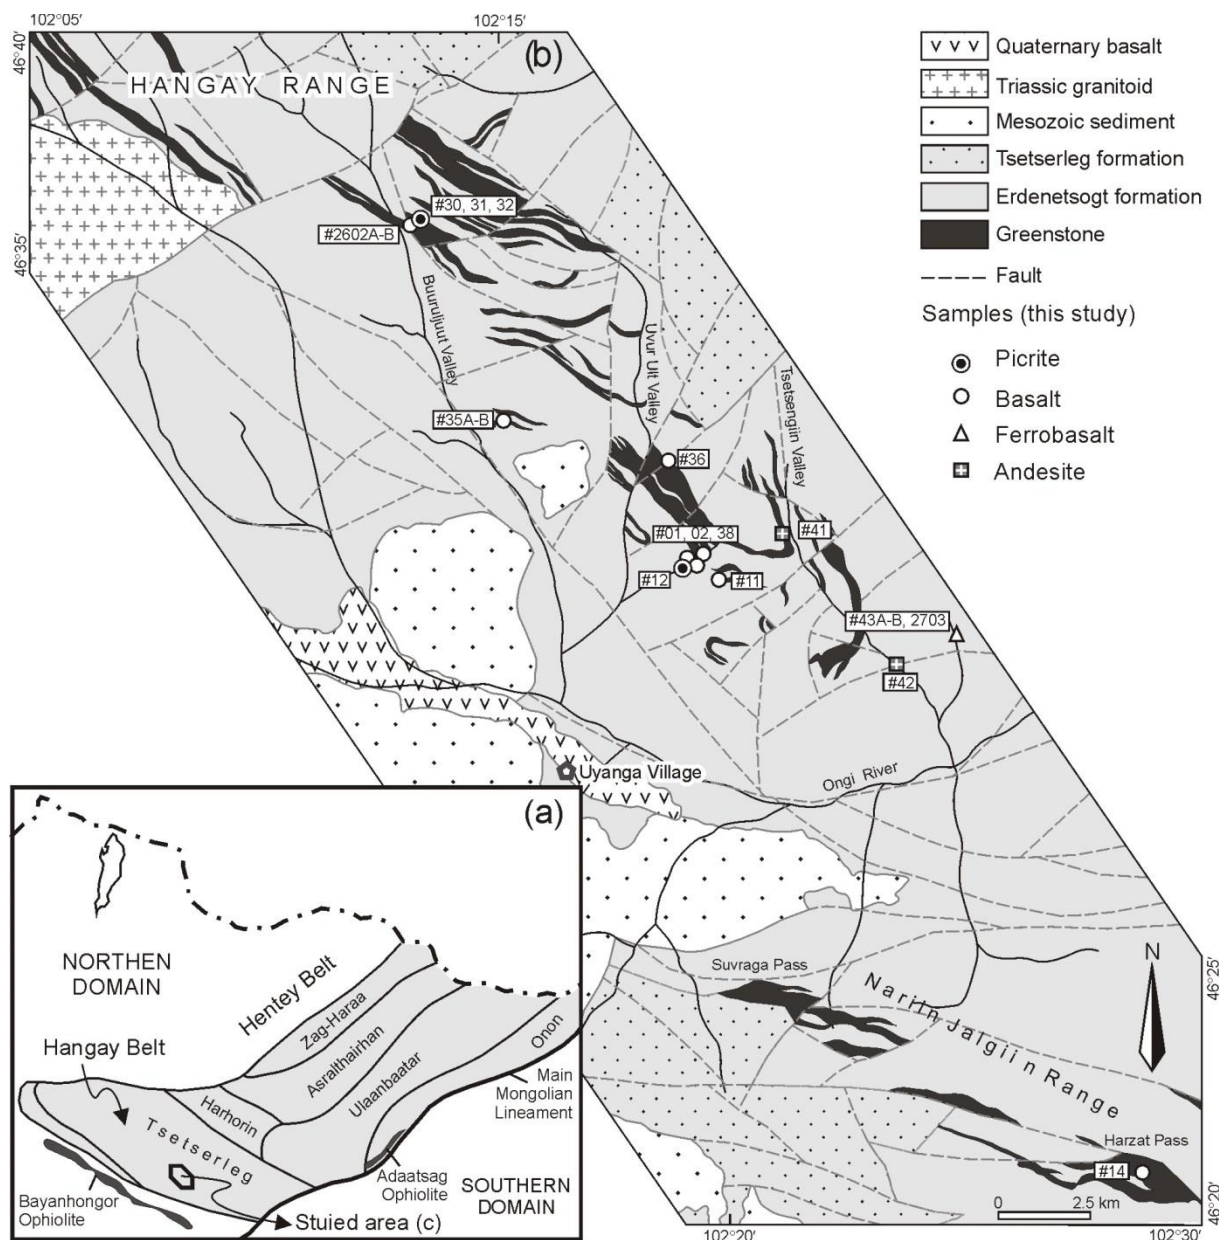 102°05′
102°15′
46°40′
(b)
HANGAY RANGE
Quaternary basalt
Triassic granitoid
Mesozoic sediment
Tsetserleg formation
Erdenetsogt formation
Greenstone
Fault
Samples (this study)
Picrite
Basalt
Ferrobasalt
Andesite
#30, 31, 32
#2602A-B
46°35′
Buuruljuut Valley
Uvur Ult Valley
Tsetsengiin Valley
#35A-B
#36
#01, 02, 38
#41
#12
#11
#43A-B, 2703
#42
Uyanga Village
Ongi River
(a)
NORTHEN
DOMAIN
Hentey Belt
Zag-Haraa
Asralthairhan
Onon
Hangay Belt
Harhorin
Ulaanbaatar
Main
Mongolian
Lineament
Tsetserleg
Adaatsag
Ophiolite
SOUTHERN
DOMAIN
Bayanhongor
Ophiolite
Stuied area (c)
Suvraga Pass
Nariin Jalgiin Range
N
46°25′
Harzat Pass
#14
0 2.5 km
46°20′
102°20′
102°30′